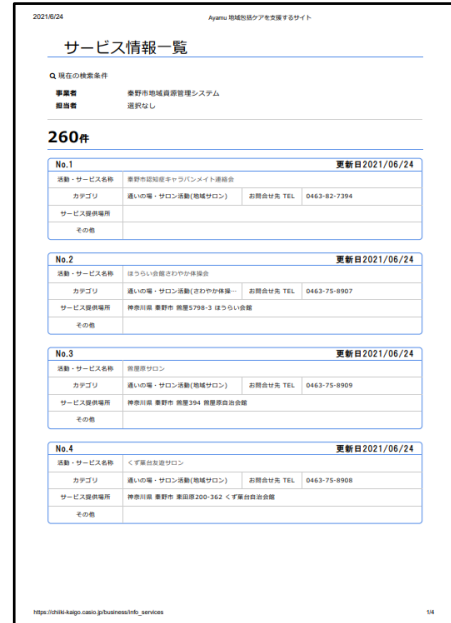 2021/6/24 Ayamu 地域包括ケアを支援するサイト
サービス情報一覧
現在の検索条件
事業者 秦野市地域資源管理システム
担当者 選択なし
260件
No.1 更新日2021/06/24
活動・サービス名称 秦野市認知症キャラバンメイト連絡会
カテゴリ 通いの場・サロン活動(地域サロン) お問合せ先 TEL 0463-82-7394
サービス提供場所
その他
No.2 更新日2021/06/24
活動・サービス名称 ほうらい会館さわやか体操会
カテゴリ 通いの場・サロン活動(さわやか体操… お問合せ先 TEL 0463-75-8907
サービス提供場所 神奈川県 秦野市 鶴屋5798-3 ほうらい会館
その他
No.3 更新日2021/06/24
活動・サービス名称 サロン
カテゴリ 通いの場・サロン活動(地域サロン) お問合せ先 TEL 0463-75-8909
サービス提供場所 神奈川県 秦野市 394 自治会館
その他
No.4 更新日2021/06/24
活動・サービス名称 くず葉台友遊サロン
カテゴリ 通いの場・サロン活動(地域サロン) お問合せ先 TEL 0463-75-8908
サービス提供場所 神奈川県 秦野市 東田原200-362 くず葉台自治会館
その他
https://chiiki-kaigo.casio.jp/business/info_services 1/4